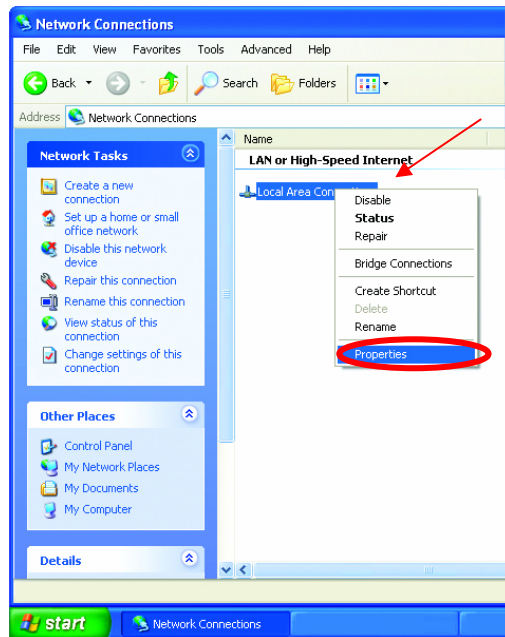 Network Connections
File Edit View Favorites Tools Advanced Help
Back Search Folders
Address Network Connections
Network Tasks
Create a new
connection
Set up a home or small
office network
Disable this network
device
Repair this connection
Rename this connection
View status of this
connection
Change settings of this
connection
Other Places
Control Panel
My Network Places
My Documents
My Computer
Details
Name
LAN or High-Speed Internet
Local Area
Disable
Status
Repair
Bridge Connections
Create Shortcut
Delete
Rename
Properties
start Network Connections